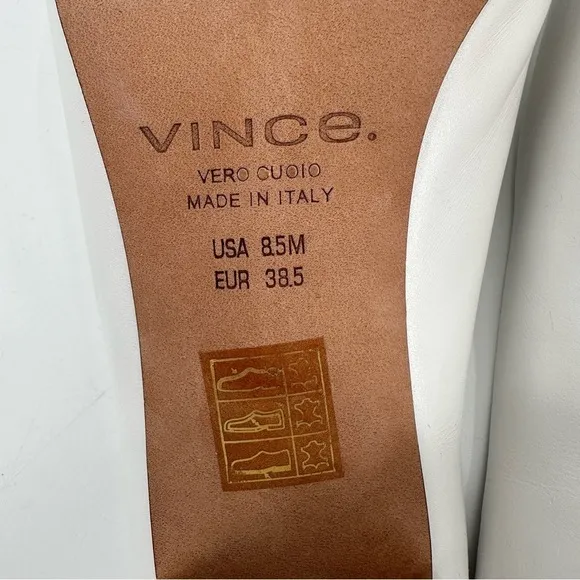 VINCe.
VERO CUOIO
MADE IN ITALY
USA 8.5M
EUR 38.5